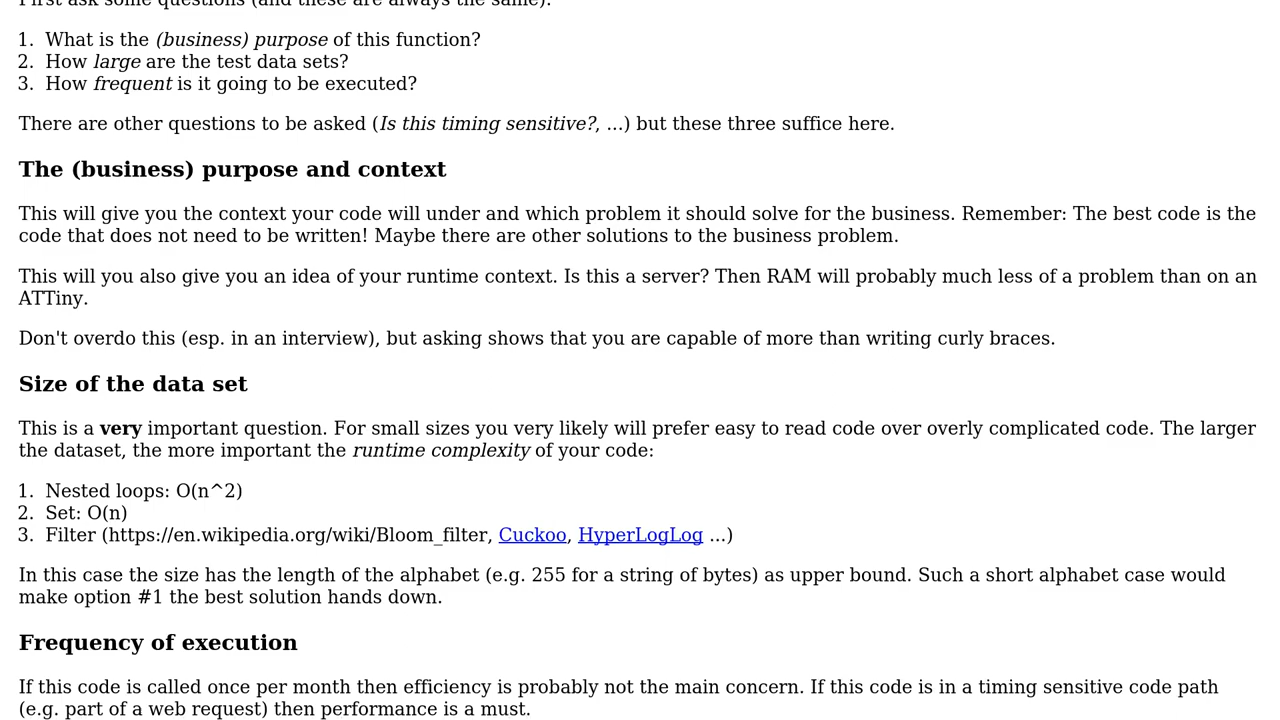 First ask some questions (and these are always the same):
1. What is the (business) purpose of this function?
2. How large are the test data sets?
3. How frequent is it going to be executed?
There are other questions to be asked (Is this timing sensitive?, ...) but these three suffice here.
The (business) purpose and context
This will give you the context your code will under and which problem it should solve for the business. Remember: The best code is the
code that does not need to be written! Maybe there are other solutions to the business problem.
This will you also give you an idea of your runtime context. Is this a server? Then RAM will probably much less of a problem than on an
ATTiny.
Don't overdo this (esp. in an interview), but asking shows that you are capable of more than writing curly braces.
Size of the data set
This is a very important question. For small sizes you very likely will prefer easy to read code over overly complicated code. The larger
the dataset, the more important the runtime complexity of your code:
1. Nested loops: O(n^2)
2. Set: O(n)
3. Filter (https://en.wikipedia.org/wiki/Bloom_filter, Cuckoo, HyperLogLog ...)
In this case the size has the length of the alphabet (e.g. 255 for a string of bytes) as upper bound. Such a short alphabet case would
make option #1 the best solution hands down.
Frequency of execution
If this code is called once per month then efficiency is probably not the main concern. If this code is in a timing sensitive code path
(e.g. part of a web request) then performance is a must.